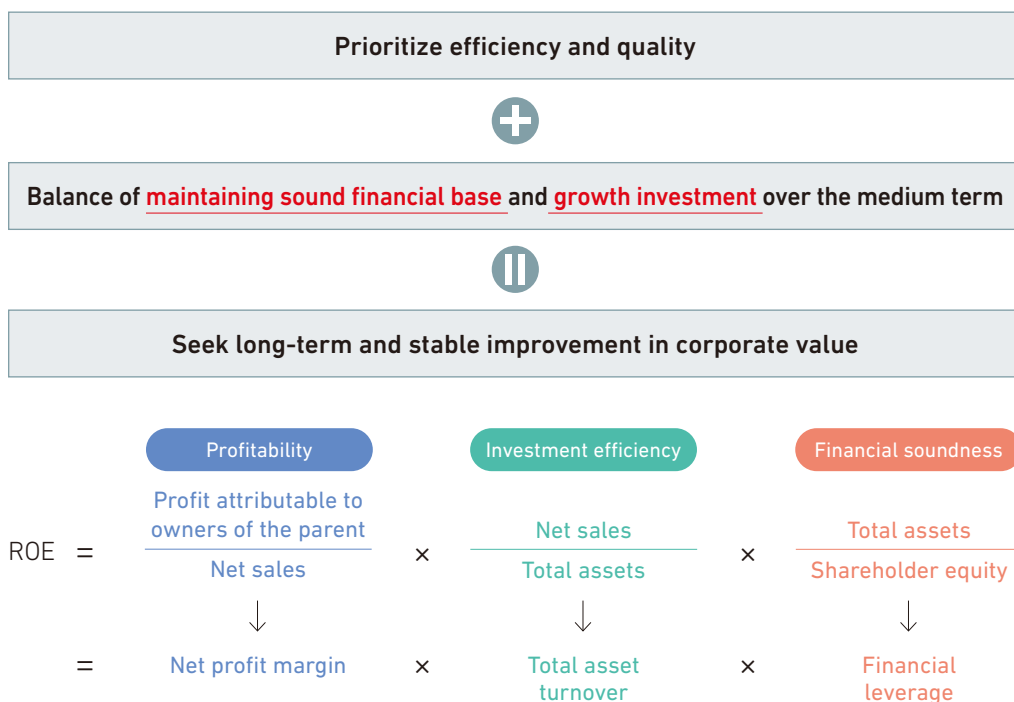 Prioritize efficiency and quality
+
Balance of maintaining sound financial base and growth investment over the medium term
=
Seek long-term and stable improvement in corporate value
Profitability
Investment efficiency
Financial soundness
ROE = Profit attributable to
owners of the parent
Net sales
×
Net sales
Total assets
×
Total assets
Shareholder equity
= Net profit margin × Total asset
turnover
× Financial
leverage